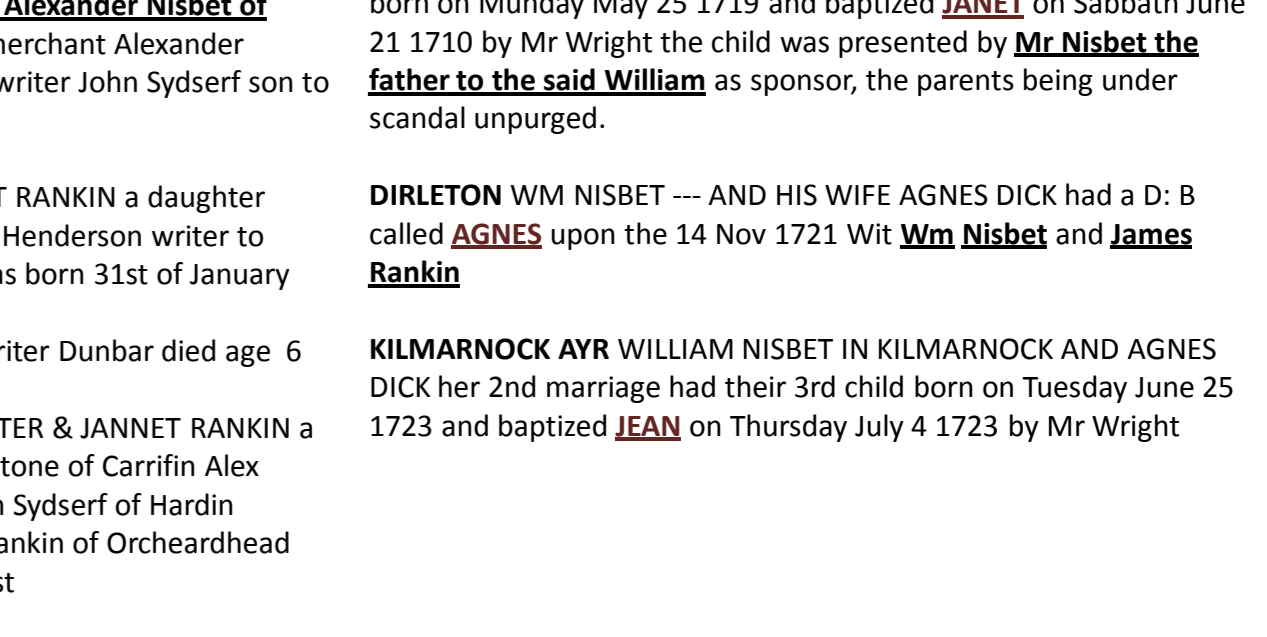 Alexander Nisbet of
merchant Alexander
writer John Sydserf son to
T RANKIN a daughter
Henderson writer to
as born 31st of January
riter Dunbar died age 6
TER & JANNET RANKIN a
tone of Carrifin Alex
n Sydserf of Hardin
ankin of Orcheardhead
st
born on Munday May 25 1719 and baptized JANET on Sabbath June
21 1710 by Mr Wright the child was presented by Mr Nisbet the
father to the said William as sponsor, the parents being under
scandal unpurged.
DIRLETON WM NISBET --- AND HIS WIFE AGNES DICK had a D: B
called AGNES upon the 14 Nov 1721 Wit Wm Nisbet and James
Rankin
KILMARNOCK AYR WILLIAM NISBET IN KILMARNOCK AND AGNES
DICK her 2nd marriage had their 3rd child born on Tuesday June 25
1723 and baptized JEAN on Thursday July 4 1723 by Mr Wright